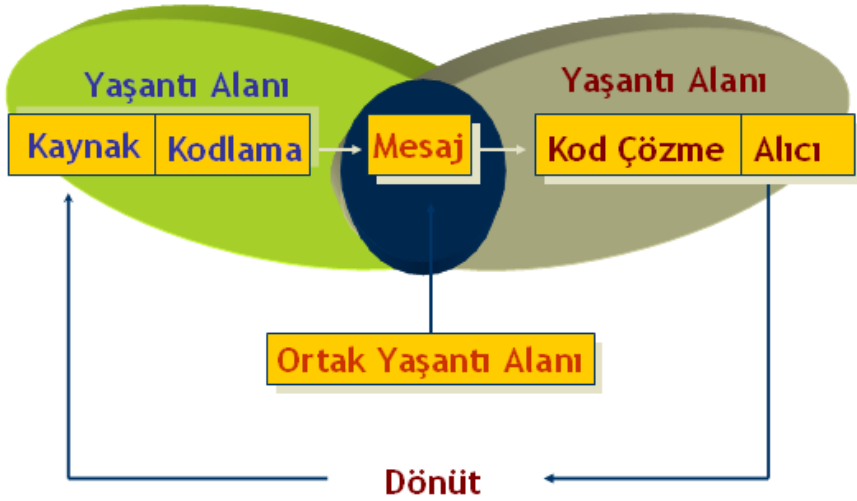 Yaşantı Alanı
Yaşantı Alanı
Kaynak Kodlama Mesaj Kod Çözme Alıcı
Ortak Yaşantı Alanı
Dönüt